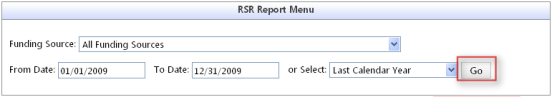 RSR Report Menu
Funding Source: All Funding Sources
From Date: 01/01/2009 To Date: 12/31/2009 or Select: Last Calendar Year Go